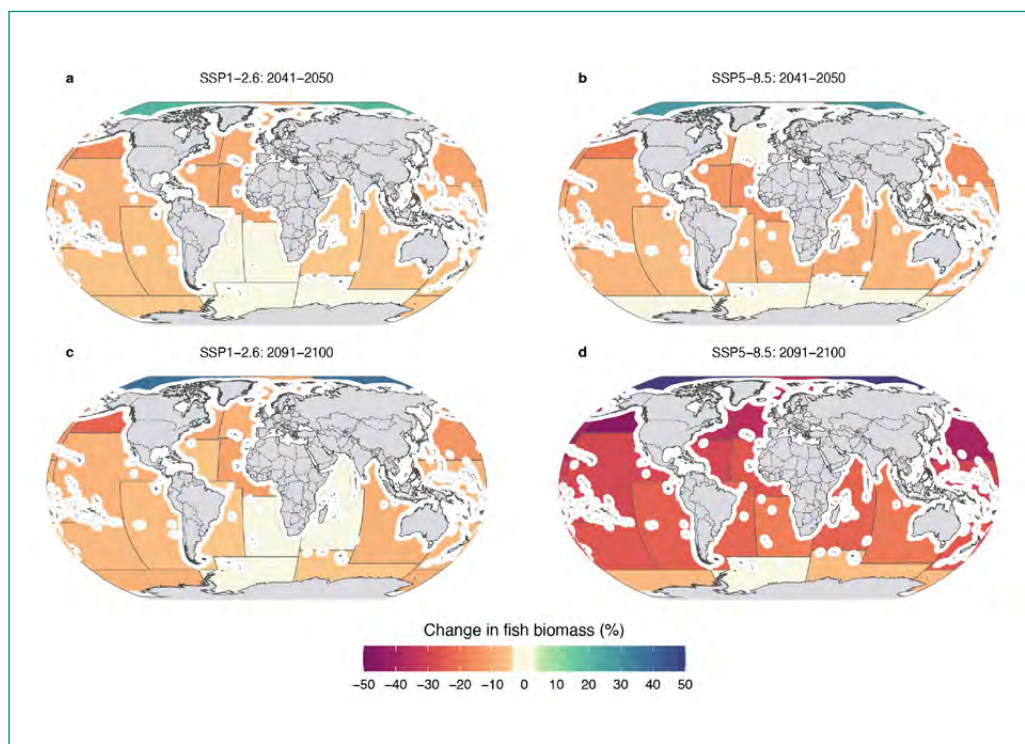 a SSP1−2.6: 2041−2050
b SSP5−8.5: 2041−2050
c SSP1−2.6: 2091−2100
d SSP5−8.5: 2091−2100
Change in fish biomass (%)
−50 −40 −30 −20 −10 0 10 20 30 40 50